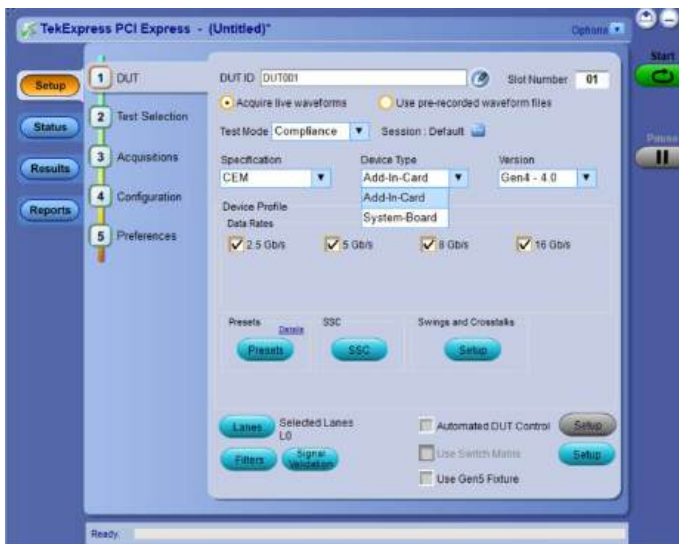 TekExpress PCI Express - (Untitled)*
Options
Start
Setup
Status
Results
Reports
Pause
1 DUT
2 Test Selection
3 Acquisitions
4 Configuration
5 Preferences
DUT ID DUT001
Slot Number 01
Acquire live waveforms
Use pre-recorded waveform files
Test Mode Compliance
Session : Default
Specification
Device Type
Version
CEM
Add-In-Card
Gen4 - 4.0
Add-In-Card
System-Board
Device Profile
Data Rates
2.5 Gb/s
5 Gb/s
8 Gb/s
16 Gb/s
Presets
Details
SSC
Swings and Crosstalks
Presets
SSC
Setup
Lanes
Selected Lanes
L0
Automated DUT Control
Setup
Filters
Signal
Validation
Use Switch Matrix
Setup
Use Gen5 Fixture
Ready.